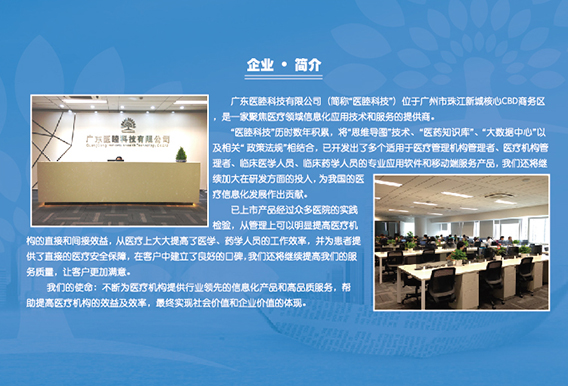 企业 · 简介
广东医睦科技有限公司
广东医睦科技有限公司（简称“医睦科技”）位于广州市珠江新城核心CBD商务区
，是一家聚焦医疗领域信息化应用技术和服务的提供商。
“医睦科技”历时数年积累，将“思维导图”技术、“医药知识库”、“大数据中心”以
及相关“ 政策法规”相结合，已开发出了多个适用于医疗管理机构管理者、医疗机构管
理者、临床医学人员、临床药学人员的专业应用软件和移动端服务产品，我们还将继
续加大在研发方面的投入，为我国的医
疗信息化发展作出贡献。
已上市产品经过众多医院的实践
检验，从管理上可以明显提高医疗机
构的直接和间接效益，从医疗上大大提高了医学、药学人员的工作效率，并为患者提
供了直接的医疗安全保障，在客户中建立了良好的口碑，我们还将继续提高我们的服
务质量，让客户更加满意。
我们的使命：不断为医疗机构提供行业领先的信息化产品和高品质服务，帮
助提高医疗机构的效益及效率，最终实现社会价值和企业价值的体现。